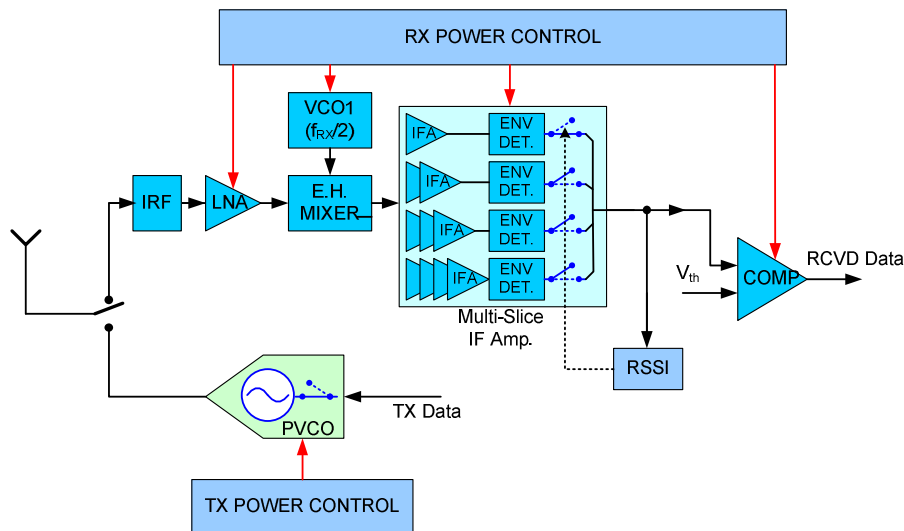 RX POWER CONTROL
VCO1
(fRX/2)
IFA
ENV
DET.
IFA
ENV
DET.
IFA
ENV
DET.
IFA
ENV
DET.
IRF
LNA
E.H.
MIXER
Multi-Slice
IF Amp.
Vth
COMP
RCVD Data
RSSI
PVCO
TX Data
TX POWER CONTROL